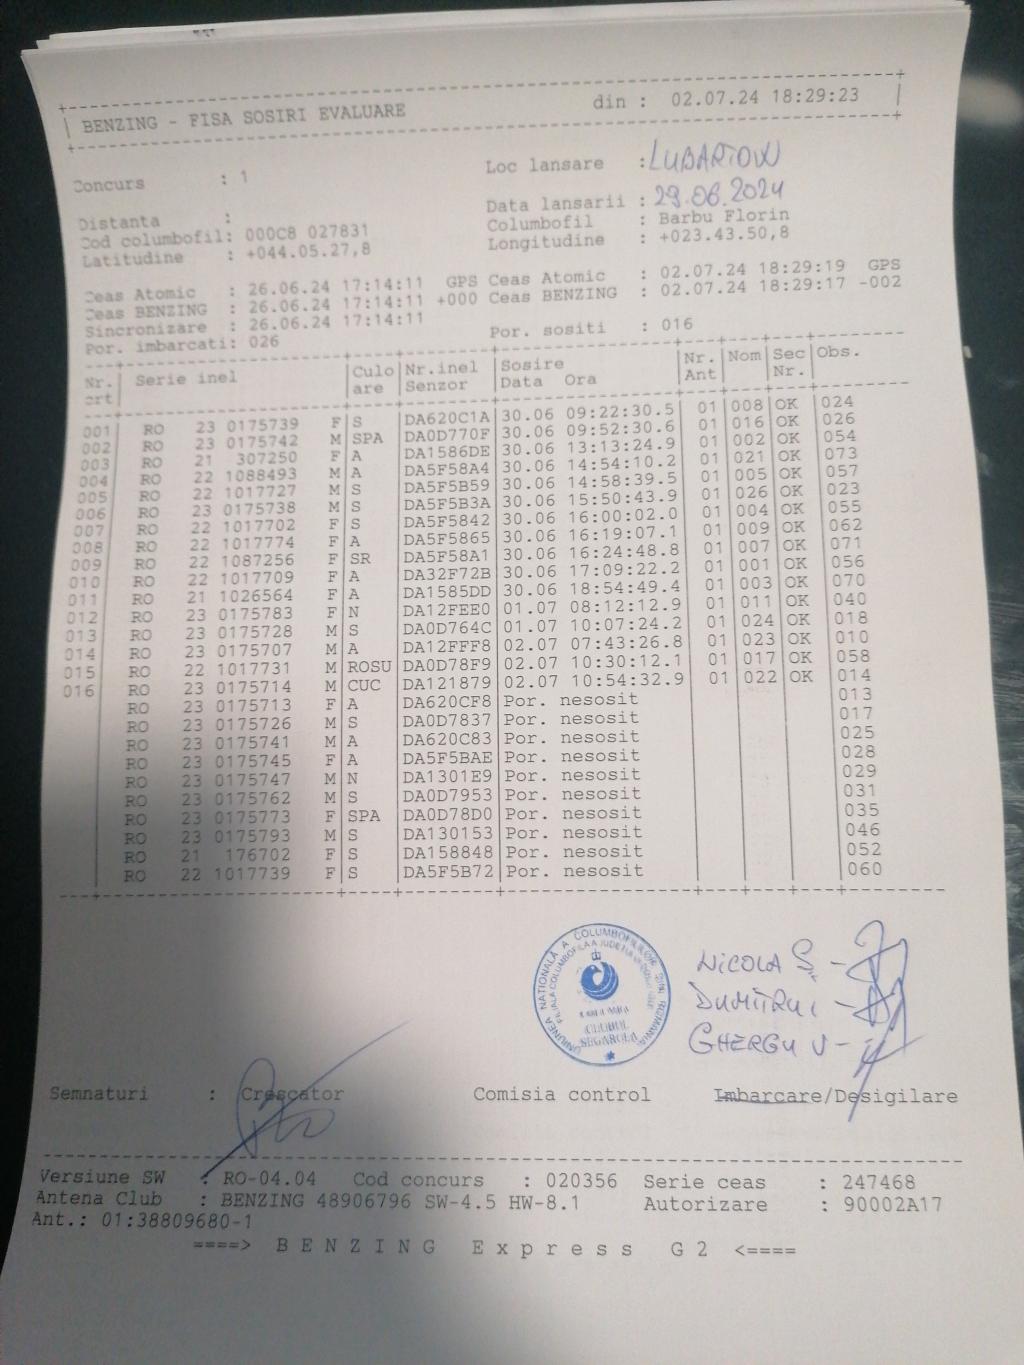 BENZING - FISA SOSIRI EVALUARE din : 02.07.24 18:29:23
Concurs : 1 Loc lansare : LUBARTOW
Data lansarii : 29.06.2024
Distanta : Columbofil : Barbu Florin
Cod columbofil: 000C8 027831 Longitudine : +023.43.50,8
Latitudine : +044.05.27,8
Ceas Atomic : 26.06.24 17:14:11 GPS Ceas Atomic : 02.07.24 18:29:19 GPS
Ceas BENZING : 26.06.24 17:14:11 +000 Ceas BENZING : 02.07.24 18:29:17 -002
Sincronizare : 26.06.24 17:14:11
Por. imbarcati: 026 Por. sositi : 016
Nr. Serie inel Culo Nr.inel Sosire Nr. Nom Sec Obs.
crt are Senzor Data Ora Ant Nr.
001 RO 23 0175739 F S DA620C1A 30.06 09:22:30.5 01 008 OK 024
002 RO 23 0175742 M SPA DA0D770F 30.06 09:52:30.6 01 016 OK 026
003 RO 21 307250 F A DA1586DE 30.06 13:13:24.9 01 002 OK 054
004 RO 22 1088493 M A DA5F58A4 30.06 14:54:10.2 01 021 OK 073
005 RO 22 1017727 M S DA5F5B59 30.06 14:58:39.5 01 005 OK 057
006 RO 23 0175738 M S DA5F5B3A 30.06 15:50:43.9 01 026 OK 023
007 RO 22 1017702 F S DA5F5842 30.06 16:00:02.0 01 004 OK 055
008 RO 22 1017774 F A DA5F5865 30.06 16:19:07.1 01 009 OK 062
009 RO 22 1087256 F SR DA5F58A1 30.06 16:24:48.8 01 007 OK 071
010 RO 22 1017709 F A DA32F72B 30.06 17:09:22.2 01 001 OK 056
011 RO 21 1026564 F A DA1585DD 30.06 18:54:49.4 01 003 OK 070
012 RO 23 0175783 F N DA12FEE0 01.07 08:12:12.9 01 011 OK 040
013 RO 23 0175728 M S DA0D764C 01.07 10:07:24.2 01 024 OK 018
014 RO 23 0175707 M A DA12FFF8 02.07 07:43:26.8 01 023 OK 010
015 RO 22 1017731 M ROSU DA0D78F9 02.07 10:30:12.1 01 017 OK 058
016 RO 23 0175714 M CUC DA121879 02.07 10:54:32.9 01 022 OK 014
RO 23 0175713 F A DA620CF8 Por. nesosit 013
RO 23 0175726 M S DA0D7837 Por. nesosit 017
RO 23 0175741 M A DA620C83 Por. nesosit 025
RO 23 0175745 F A DA5F5BAE Por. nesosit 028
RO 23 0175747 M N DA1301E9 Por. nesosit 029
RO 23 0175762 M S DA0D7953 Por. nesosit 031
RO 23 0175773 F SPA DA0D78D0 Por. nesosit 035
RO 23 0175793 M S DA130153 Por. nesosit 046
RO 21 176702 F S DA158848 Por. nesosit 052
RO 22 1017739 F S DA5F5B72 Por. nesosit 060
UNIUNEA NATIONALA A COLUMBOFILILOR DIN ROMANIA
CLUBUL
SEGARCEA
NICOLA S. -
DUMITRU I -
GHERGU V -
Semnaturi : Crescator Comisia control Imbarcare/Desigilare
Versiune SW : RO-04.04 Cod concurs : 020356 Serie ceas : 247468
Antena Club : BENZING 48906796 SW-4.5 HW-8.1 Autorizare : 90002A17
Ant.: 01:38809680-1
====> BENZING Express G2 <====